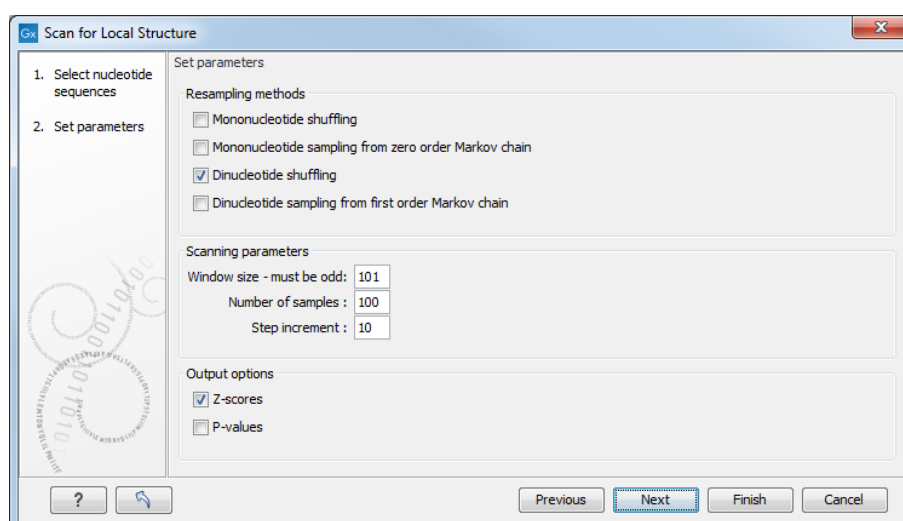 Gx Scan for Local Structure
1. Select nucleotide
sequences
2. Set parameters
Set parameters
Resampling methods
Mononucleotide shuffling
Mononucleotide sampling from zero order Markov chain
Dinucleotide shuffling
Dinucleotide sampling from first order Markov chain
Scanning parameters
Window size - must be odd: 101
Number of samples : 100
Step increment : 10
Output options
Z-scores
P-values
?
Previous
Next
Finish
Cancel